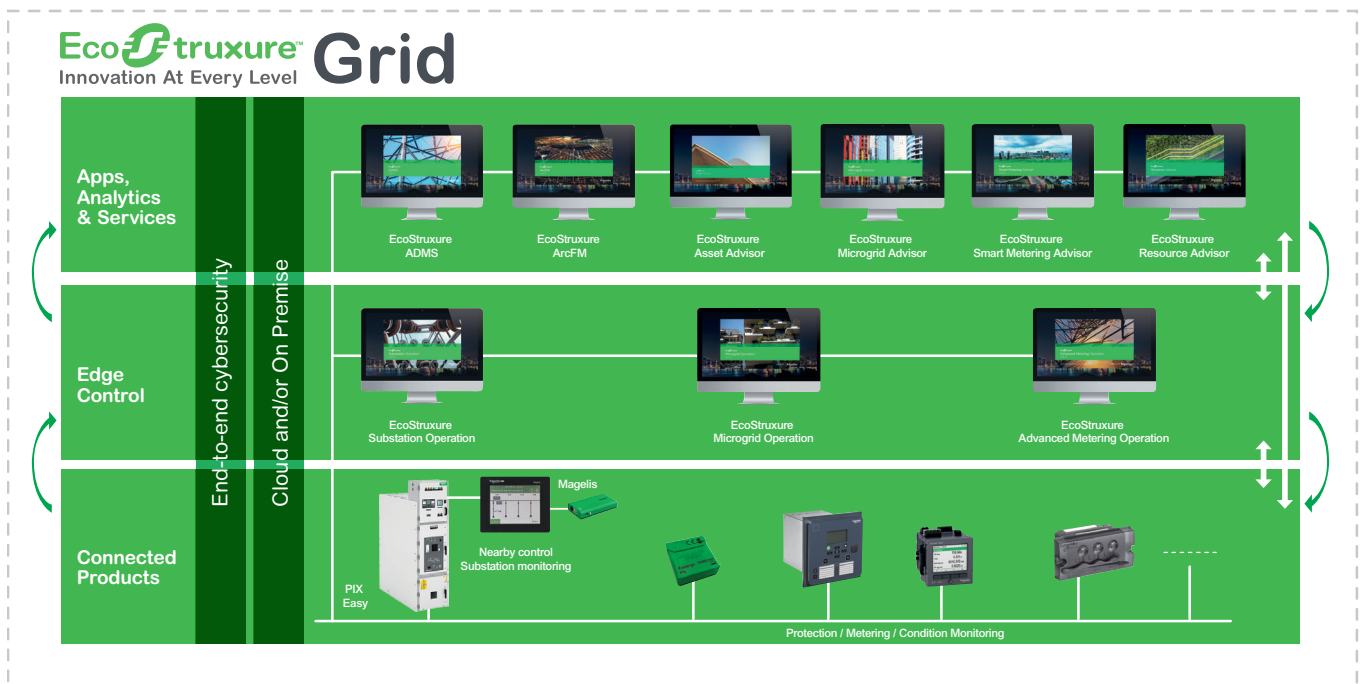 EcoStruxure™ Grid
Innovation At Every Level
Apps,
Analytics
& Services
End-to-end cybersecurity
Cloud and/or On Premise
EcoStruxure
ADMS
EcoStruxure
ArcFM
EcoStruxure
Asset Advisor
EcoStruxure
Microgrid Advisor
EcoStruxure
Smart Metering Advisor
EcoStruxure
Resource Advisor
Edge
Control
EcoStruxure
Substation Operation
EcoStruxure
Microgrid Operation
EcoStruxure
Advanced Metering Operation
Connected
Products
Magelis
Nearby control
Substation monitoring
PIX
Easy
Protection / Metering / Condition Monitoring